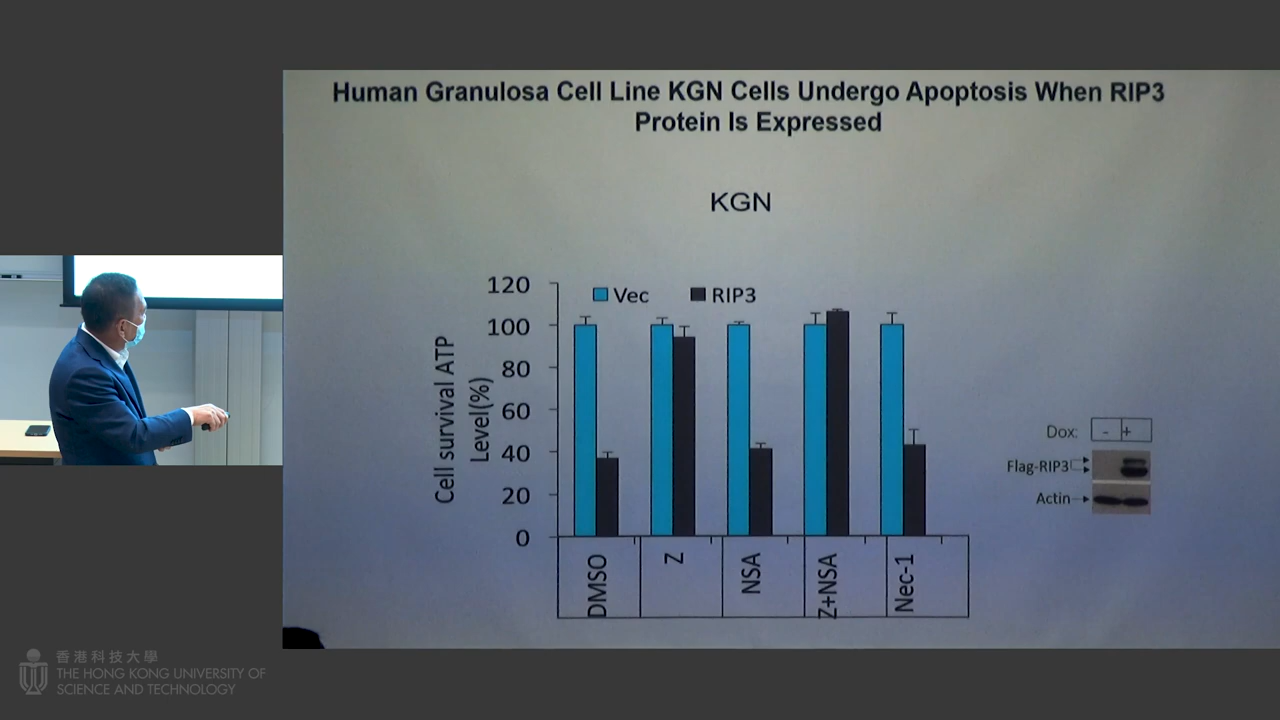 Human Granulosa Cell Line KGN Cells Undergo Apoptosis When RIP3
Protein Is Expressed
KGN
Vec RIP3
120
100
80
60
40
20
0
Cell survival ATP
Level(%)
DMSO
Z
NSA
Z+NSA
Nec-1
Dox: - +
Flag-RIP3
Actin
香港科技大學
THE HONG KONG UNIVERSITY OF
SCIENCE AND TECHNOLOGY